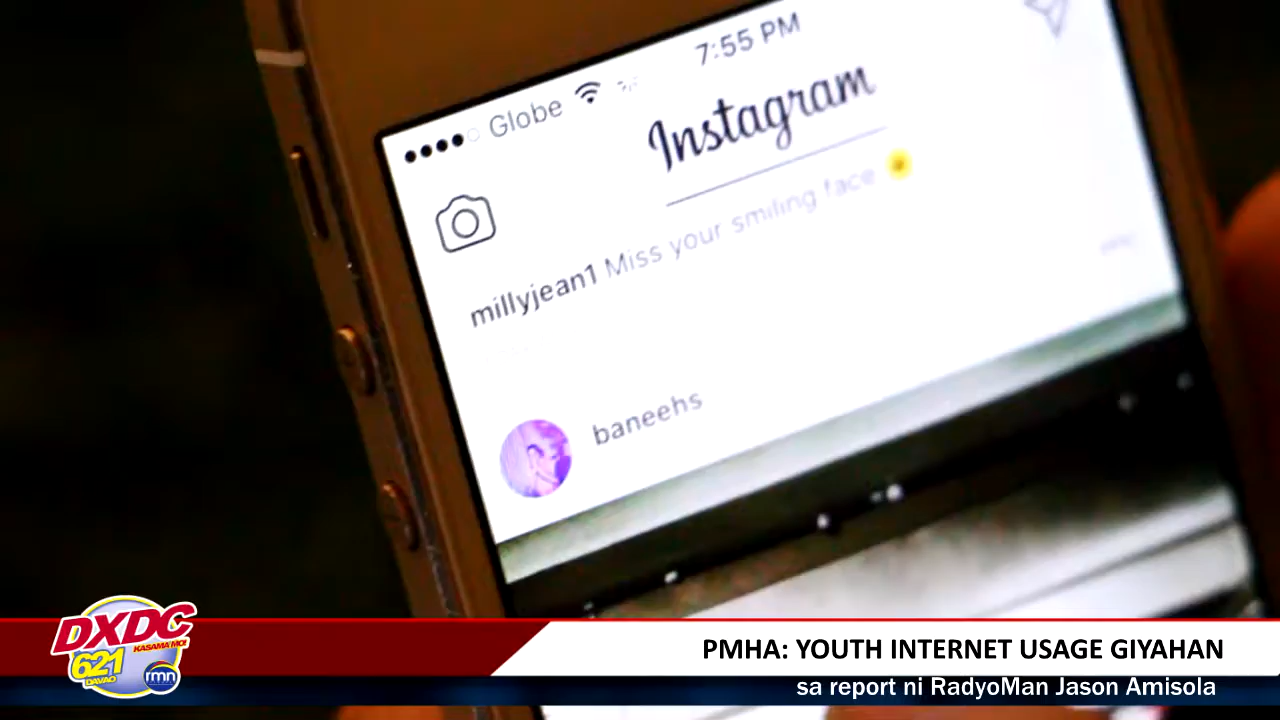 Globe
7:55 PM
Instagram
millyjean1 Miss your smiling face
baneehs
DXDC
KASAMA MO!
621
DAVAO
rmn
PMHA: YOUTH INTERNET USAGE GIYAHAN
sa report ni RadyoMan Jason Amisola